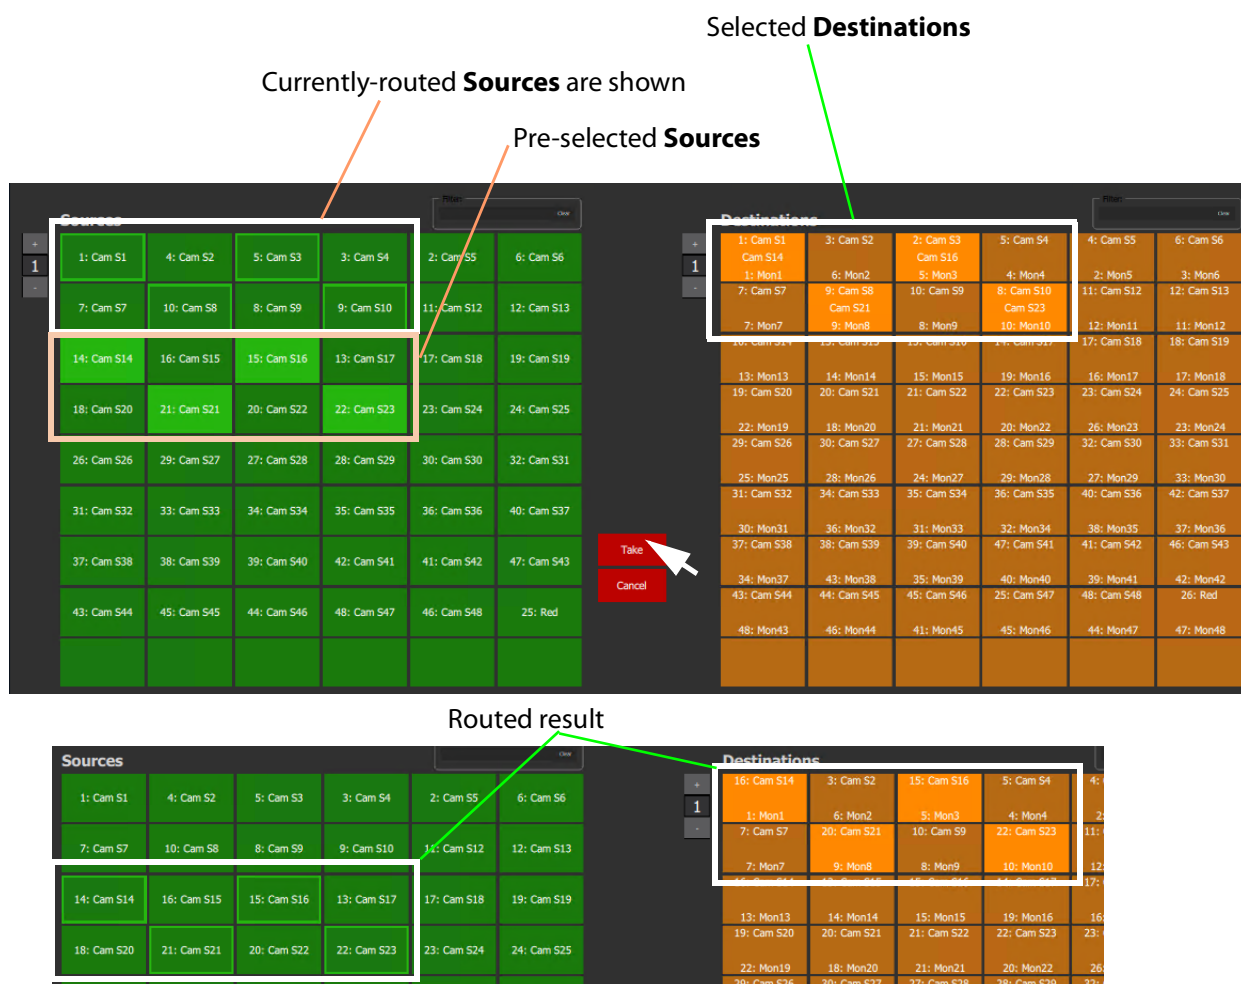 Selected Destinations
Currently-routed Sources are shown
Pre-selected Sources
Sources
Filter:
Clear
Destinations
Filter:
Clear
+
1
-
1: Cam S1
4: Cam S2
5: Cam S3
3: Cam S4
2: Cam S5
6: Cam S6
7: Cam S7
10: Cam S8
8: Cam S9
9: Cam S10
11: Cam S12
12: Cam S13
14: Cam S14
16: Cam S15
15: Cam S16
13: Cam S17
17: Cam S18
19: Cam S19
18: Cam S20
21: Cam S21
20: Cam S22
22: Cam S23
23: Cam S24
24: Cam S25
26: Cam S26
29: Cam S27
27: Cam S28
28: Cam S29
30: Cam S30
32: Cam S31
31: Cam S32
33: Cam S33
34: Cam S34
35: Cam S35
36: Cam S36
40: Cam S37
37: Cam S38
38: Cam S39
39: Cam S40
42: Cam S41
41: Cam S42
47: Cam S43
43: Cam S44
45: Cam S45
44: Cam S46
48: Cam S47
46: Cam S48
25: Red
Take
Cancel
+
1
-
1: Cam S1
Cam S14
1: Mon1
3: Cam S2
6: Mon2
2: Cam S3
Cam S16
5: Mon3
5: Cam S4
4: Mon4
4: Cam S5
2: Mon5
6: Cam S6
3: Mon6
7: Cam S7
7: Mon7
9: Cam S8
Cam S21
9: Mon8
10: Cam S9
8: Mon9
8: Cam S10
Cam S23
10: Mon10
11: Cam S12
12: Mon11
12: Cam S13
11: Mon12
13: Mon13
14: Mon14
15: Mon15
19: Mon16
17: Cam S18
16: Mon17
18: Cam S19
17: Mon18
19: Cam S20
22: Mon19
20: Cam S21
18: Mon20
21: Cam S22
21: Mon21
22: Cam S23
20: Mon22
23: Cam S24
26: Mon23
24: Cam S25
23: Mon24
29: Cam S26
25: Mon25
30: Cam S27
28: Mon26
27: Cam S28
24: Mon27
28: Cam S29
29: Mon28
32: Cam S30
27: Mon29
33: Cam S31
33: Mon30
31: Cam S32
30: Mon31
34: Cam S33
36: Mon32
35: Cam S34
31: Mon33
36: Cam S35
32: Mon34
40: Cam S36
38: Mon35
42: Cam S37
37: Mon36
37: Cam S38
34: Mon37
38: Cam S39
43: Mon38
39: Cam S40
35: Mon39
47: Cam S41
40: Mon40
41: Cam S42
39: Mon41
46: Cam S43
42: Mon42
43: Cam S44
48: Mon43
44: Cam S45
46: Mon44
45: Cam S46
41: Mon45
25: Cam S47
45: Mon46
48: Cam S48
44: Mon47
26: Red
47: Mon48
Routed result
Sources
Clear
Destinations
1: Cam S1
4: Cam S2
5: Cam S3
3: Cam S4
2: Cam S5
6: Cam S6
7: Cam S7
10: Cam S8
8: Cam S9
9: Cam S10
11: Cam S12
12: Cam S13
14: Cam S14
16: Cam S15
15: Cam S16
13: Cam S17
17: Cam S18
19: Cam S19
18: Cam S20
21: Cam S21
20: Cam S22
22: Cam S23
23: Cam S24
24: Cam S25
+
1
-
16: Cam S14
1: Mon1
3: Cam S2
6: Mon2
15: Cam S16
5: Mon3
5: Cam S4
4: Mon4
4:
2:
7: Cam S7
7: Mon7
20: Cam S21
9: Mon8
10: Cam S9
8: Mon9
22: Cam S23
10: Mon10
11:
12:
13: Mon13
14: Mon14
15: Mon15
19: Mon16
17:
16:
19: Cam S20
22: Mon19
20: Cam S21
18: Mon20
21: Cam S22
21: Mon21
22: Cam S23
20: Mon22
23:
26: